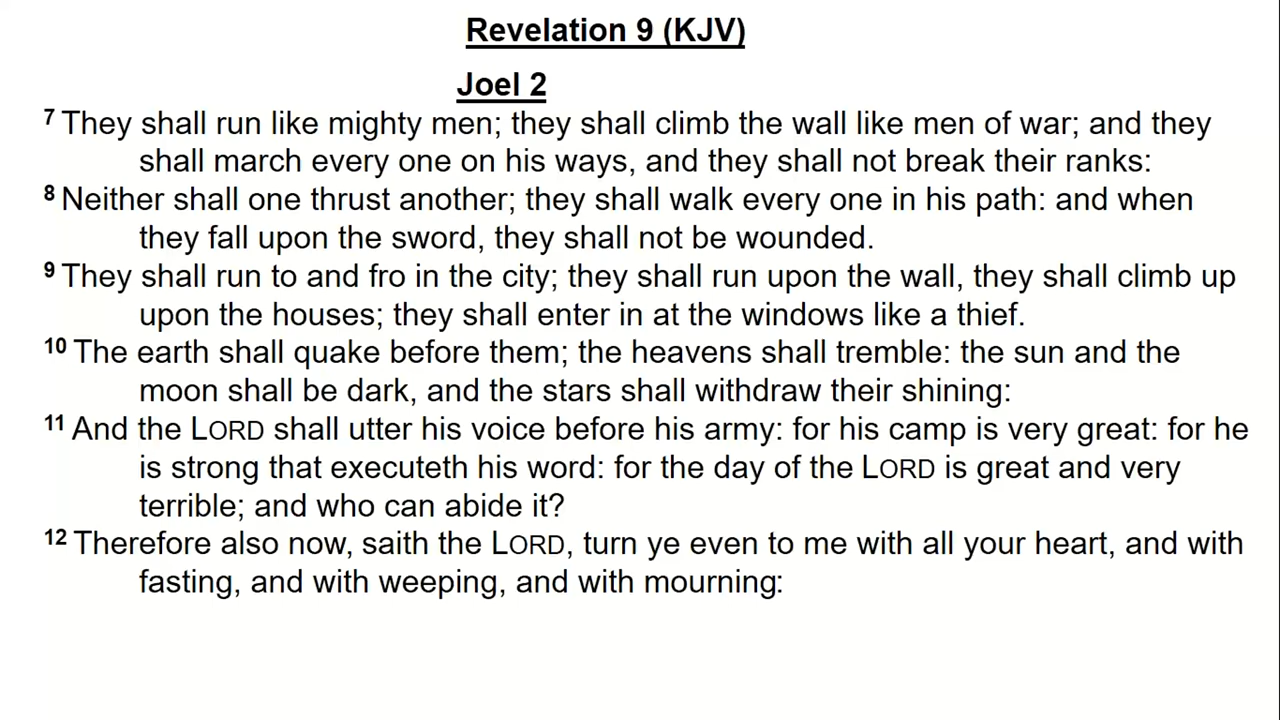 Revelation 9 (KJV)
Joel 2
7 They shall run like mighty men; they shall climb the wall like men of war; and they
shall march every one on his ways, and they shall not break their ranks:
8 Neither shall one thrust another; they shall walk every one in his path: and when
they fall upon the sword, they shall not be wounded.
9 They shall run to and fro in the city; they shall run upon the wall, they shall climb up
upon the houses; they shall enter in at the windows like a thief.
10 The earth shall quake before them; the heavens shall tremble: the sun and the
moon shall be dark, and the stars shall withdraw their shining:
11 And the LORD shall utter his voice before his army: for his camp is very great: for he
is strong that executeth his word: for the day of the LORD is great and very
terrible; and who can abide it?
12 Therefore also now, saith the LORD, turn ye even to me with all your heart, and with
fasting, and with weeping, and with mourning: